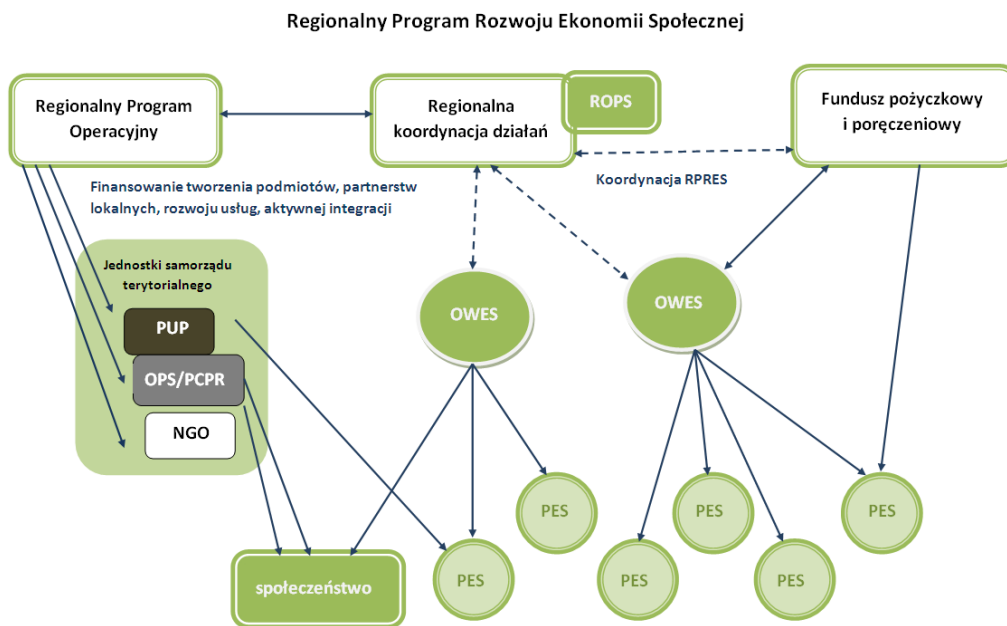 Regionalny Program Rozwoju Ekonomii Społecznej
Regionalny Program
Operacyjny
Regionalna
koordynacja działań
ROPS
Fundusz pożyczkowy
i poręczeniowy
Finansowanie tworzenia podmiotów, partnerstw
lokalnych, rozwoju usług, aktywnej integracji
Koordynacja RPRES
Jednostki samorządu
terytorialnego
PUP
OPS/PCPR
NGO
OWES
OWES
PES
PES
PES
społeczeństwo
PES
PES
PES